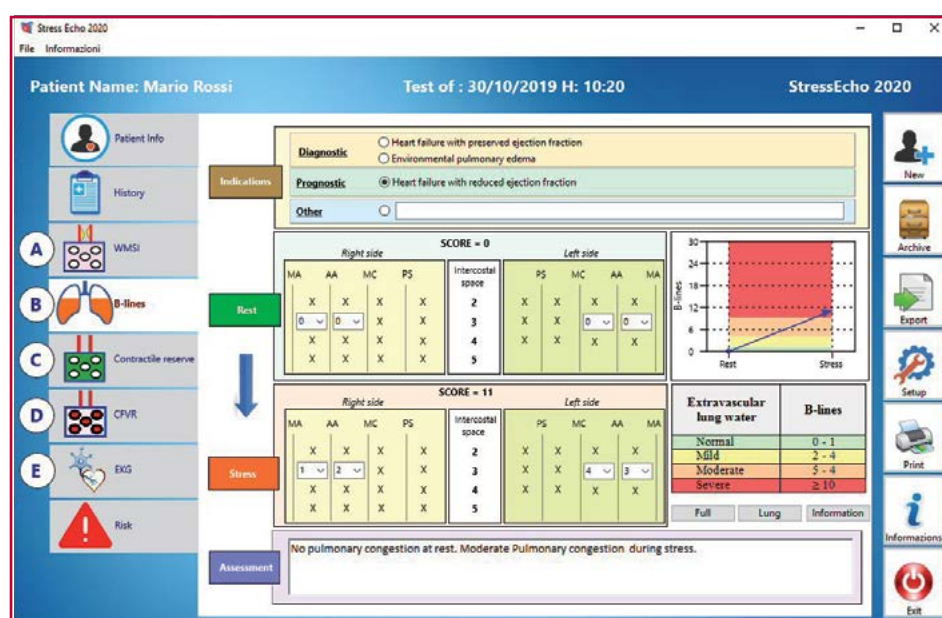 Stress Echo 2020
File Informazioni
Patient Name: Mario Rossi Test of : 30/10/2019 H: 10:20 StressEcho 2020
Patient Info
History
A WMSI
B B-lines
C Contractile reserve
D CFVR
E EKG
Risk
Indications
Diagnostic
Heart failure with preserved ejection fraction
Environmental pulmonary edema
Prognostic Heart failure with reduced ejection fraction
Other
Rest
SCORE = 0
Right side Left side
MA AA MC PS Intercostal space PS MC AA MA
X X X X 2 X X X X
0 0 X X 3 X X 0 0
X X X X 4 X X X X
X X X X 5
30
24
18
12
6
0
B-lines
Rest Stress
Stress
SCORE = 11
Right side Left side
MA AA MC PS Intercostal space PS MC AA MA
X X X X 2 X X X X
1 2 X X 3 X X 4 3
X X X X 4 X X X X
X X X X 5
Extravascular lung water B-lines
Normal 0 - 1
Mild 2 - 4
Moderate 5 - 4
Severe ≥ 10
Full Lung Information
Assessment
No pulmonary congestion at rest. Moderate Pulmonary congestion during stress.
New
Archive
Export
Setup
Print
Informazions
Exit